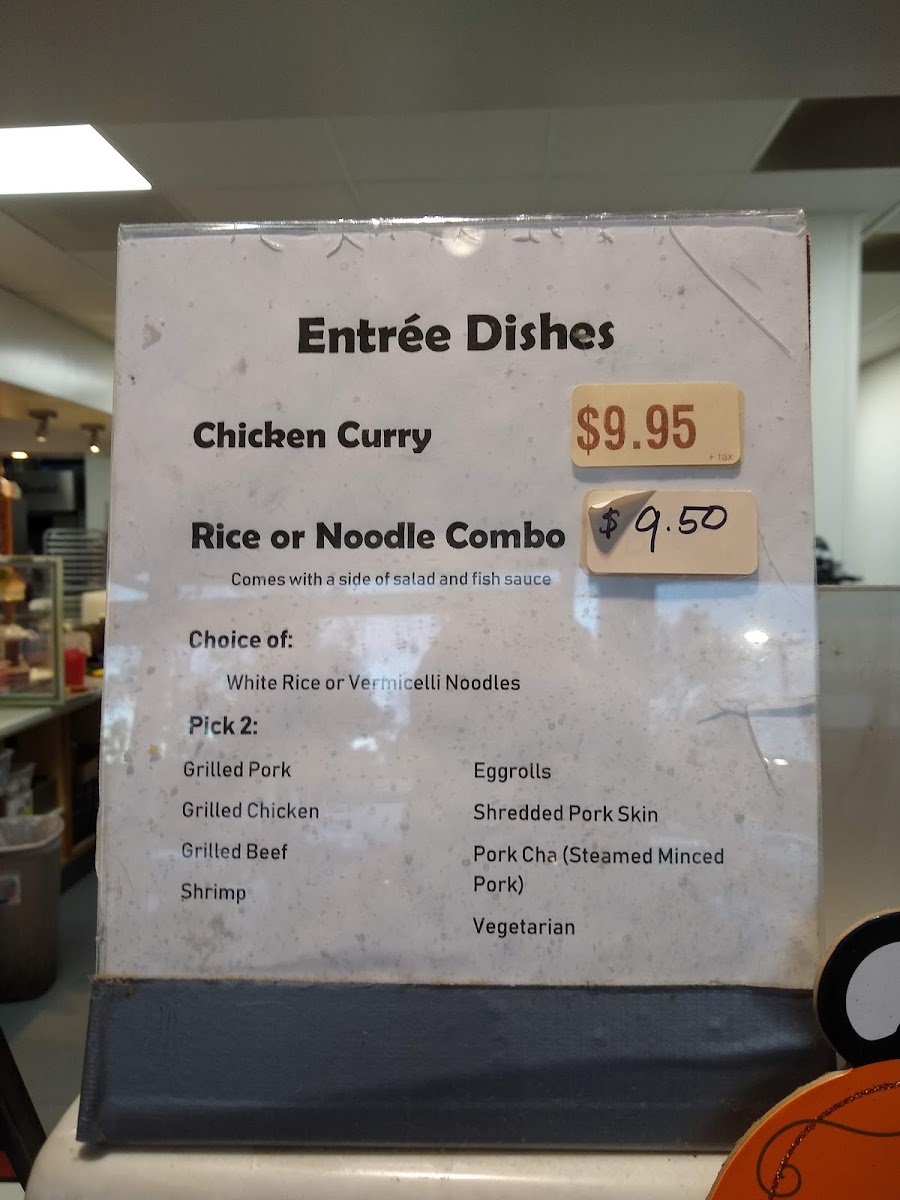 Entrée Dishes
Chicken Curry $9.95
+ tax
Rice or Noodle Combo $ 9.50
Comes with a side of salad and fish sauce
Choice of:
White Rice or Vermicelli Noodles
Pick 2:
Grilled Pork
Grilled Chicken
Grilled Beef
Shrimp
Eggrolls
Shredded Pork Skin
Pork Cha (Steamed Minced
Pork)
Vegetarian